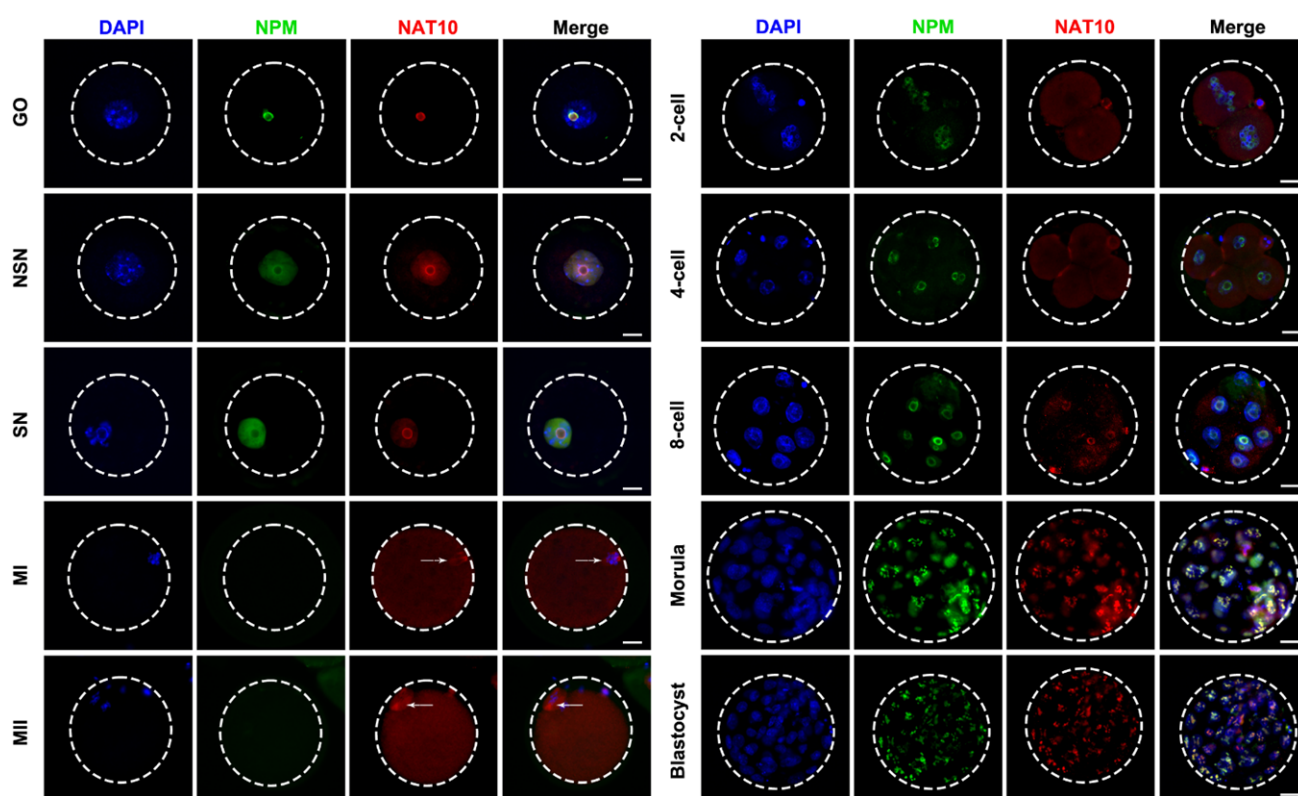 DAPI NPM NAT10 Merge DAPI NPM NAT10 Merge
GO
NSN
SN
MI
MII
2-cell
4-cell
8-cell
Morula
Blastocyst